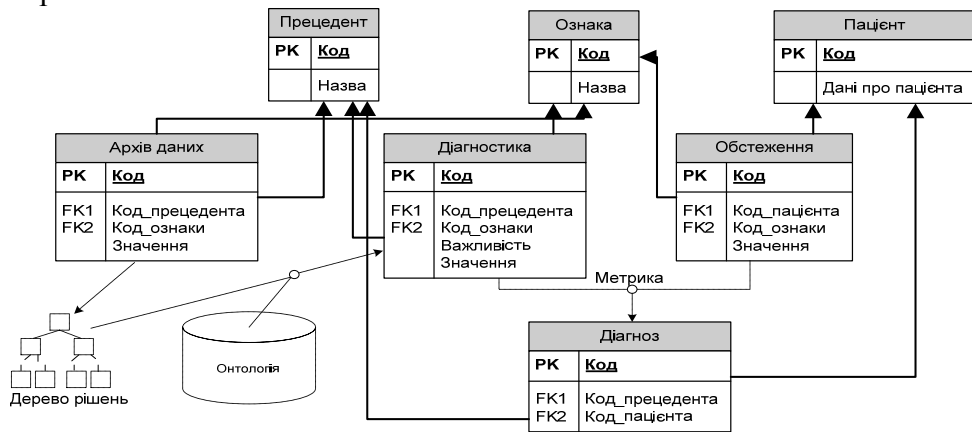 Прецедент
PK Код
Назва
Ознака
PK Код
Назва
Пацієнт
PK Код
Дані про пацієнта
Архів даних
PK Код
FK1 Код_прецедента
FK2 Код_ознаки
Значення
Діагностика
PK Код
FK1 Код_прецедента
FK2 Код_ознаки
Важливість
Значення
Обстеження
PK Код
FK1 Код_пацієнта
FK2 Код_ознаки
Значення
Метрика
Дерево рішень
Онтологія
Діагноз
PK Код
FK1 Код_прецедента
FK2 Код_пацієнта